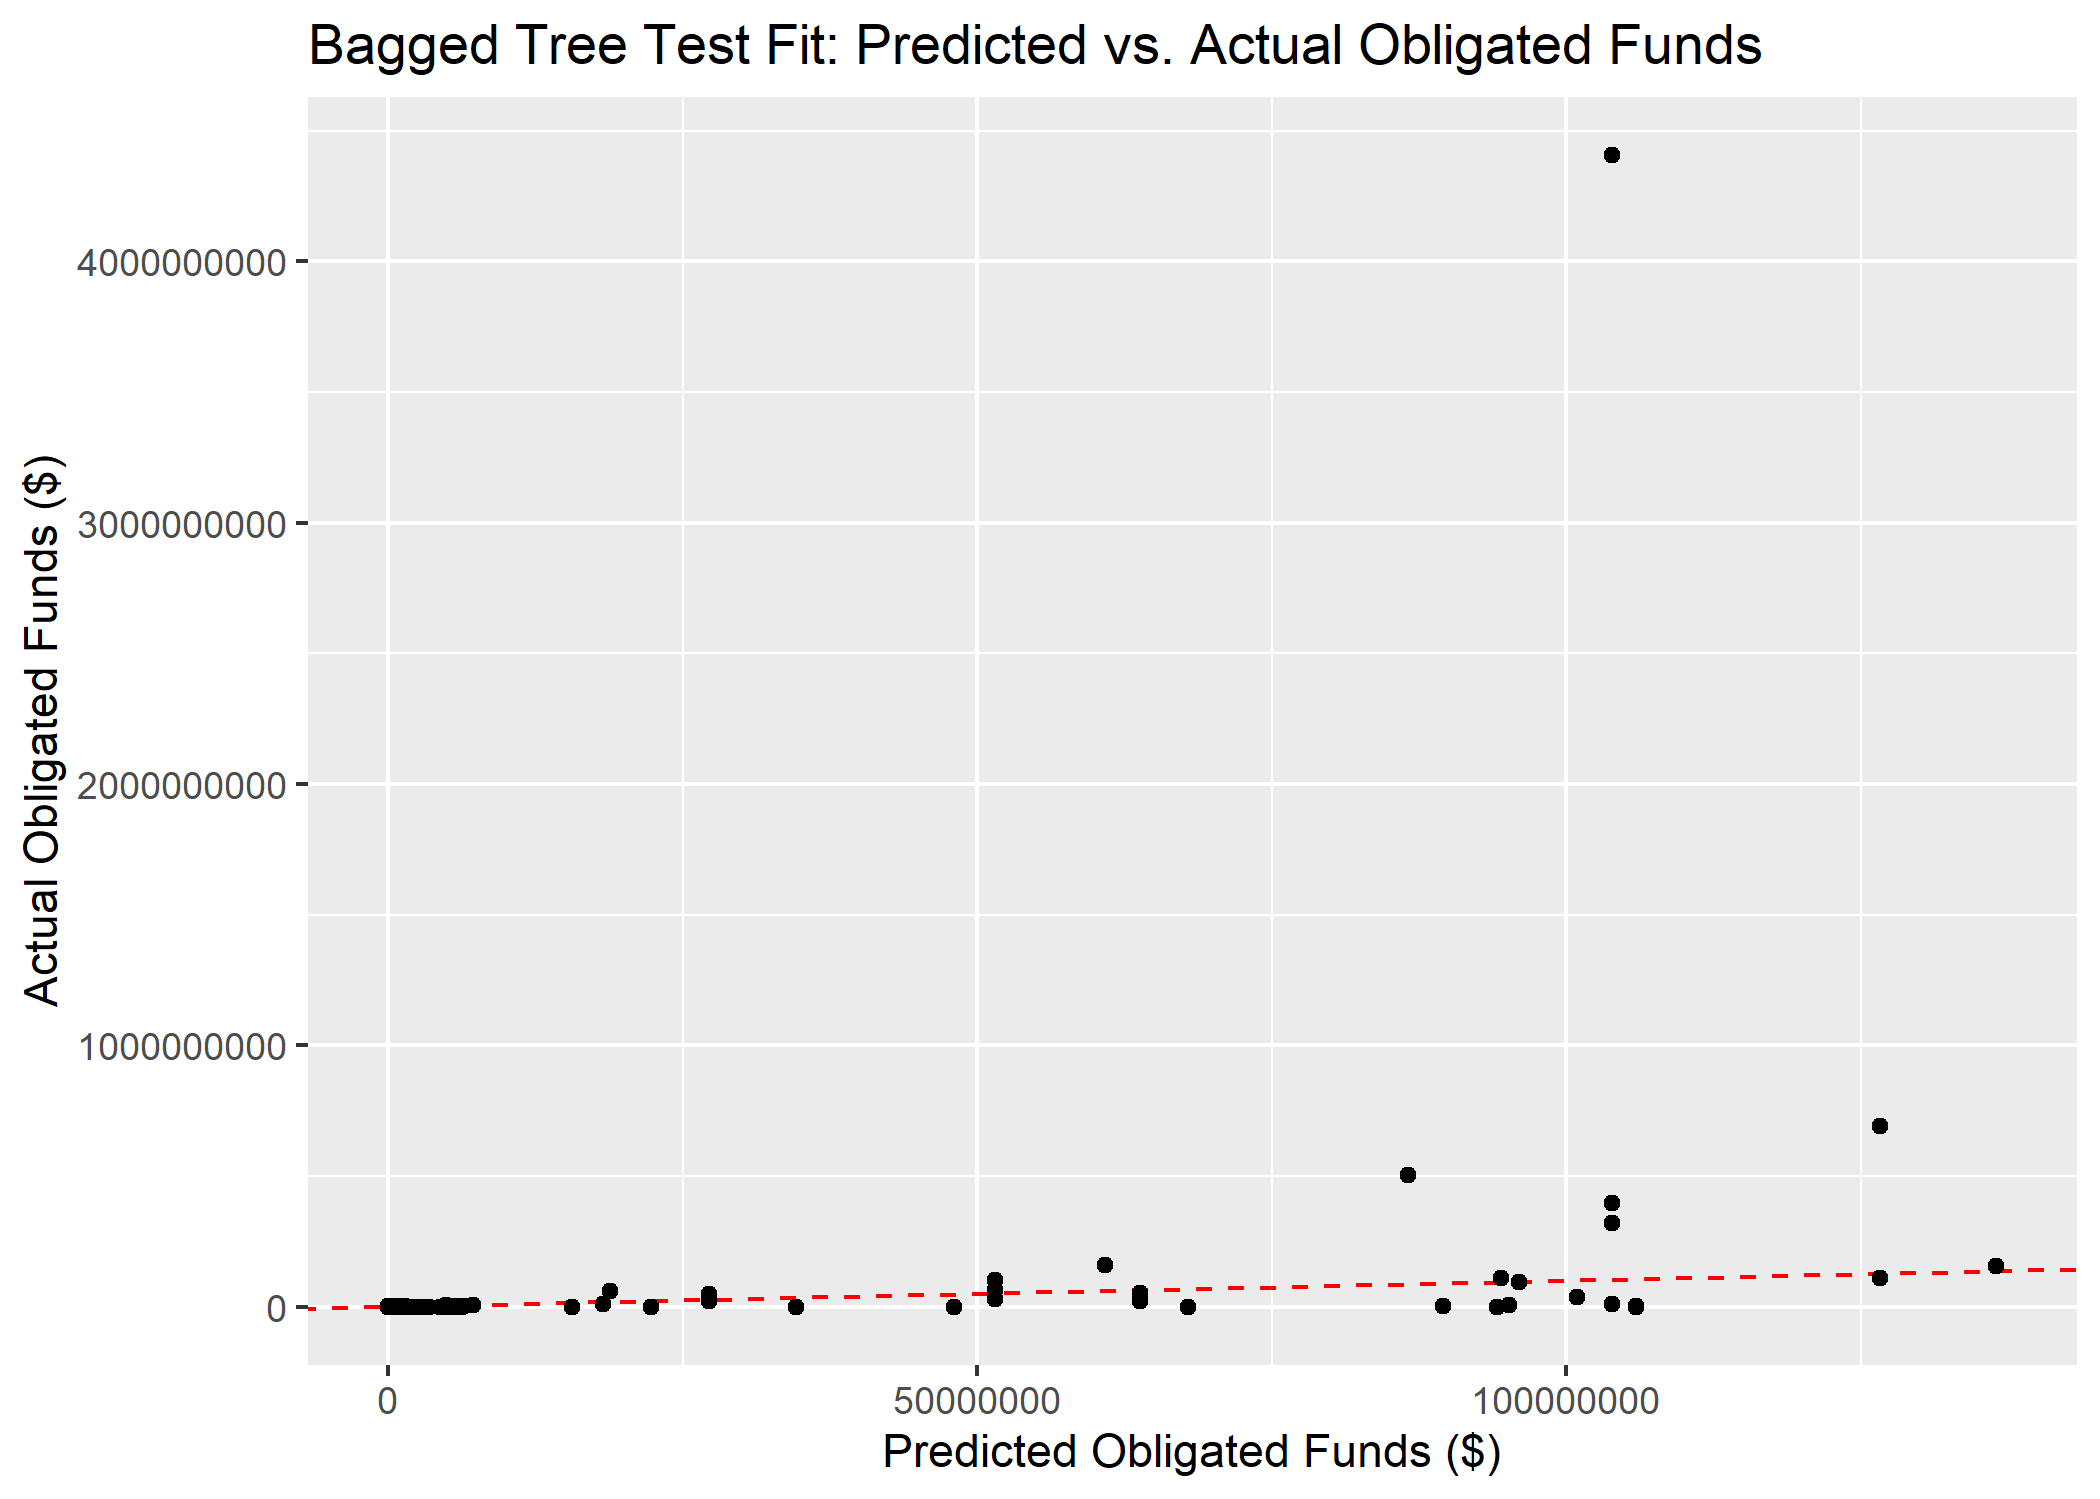 Bagged Tree Test Fit: Predicted vs. Actual Obligated Funds
Actual Obligated Funds ($)
4000000000
3000000000
2000000000
1000000000
0
0
50000000
100000000
Predicted Obligated Funds ($)